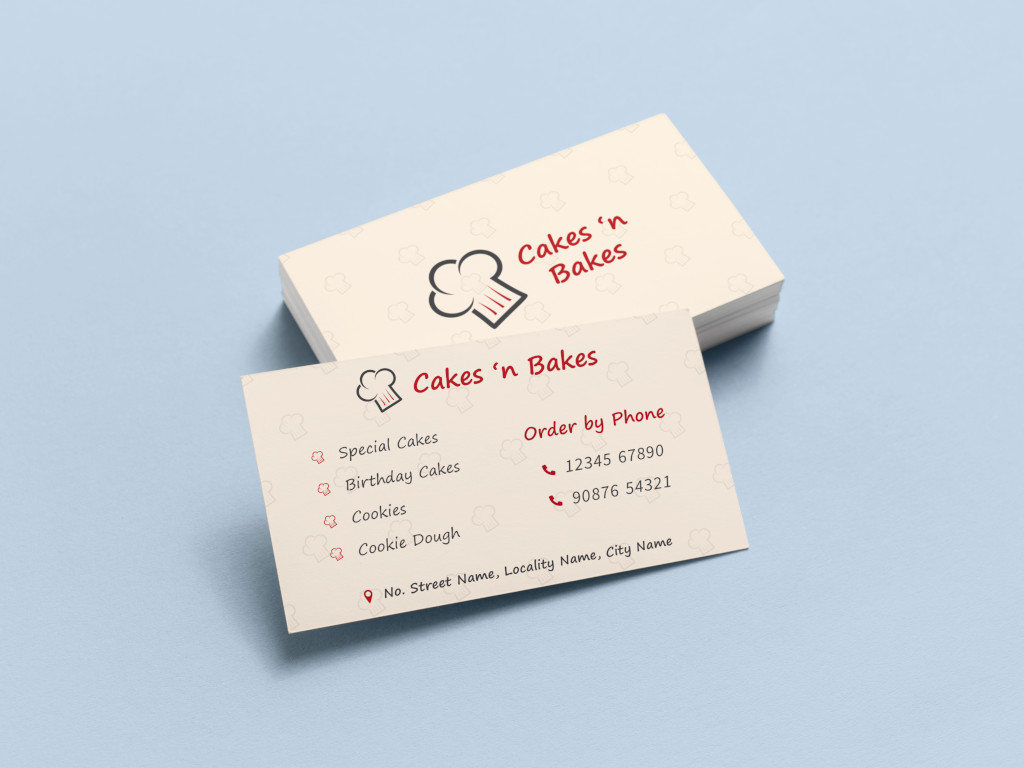 Cakes ‘n
Bakes
Cakes ‘n Bakes
Special Cakes
Birthday Cakes
Cookies
Cookie Dough
Order by Phone
12345 67890
90876 54321
No. Street Name, Locality Name, City Name